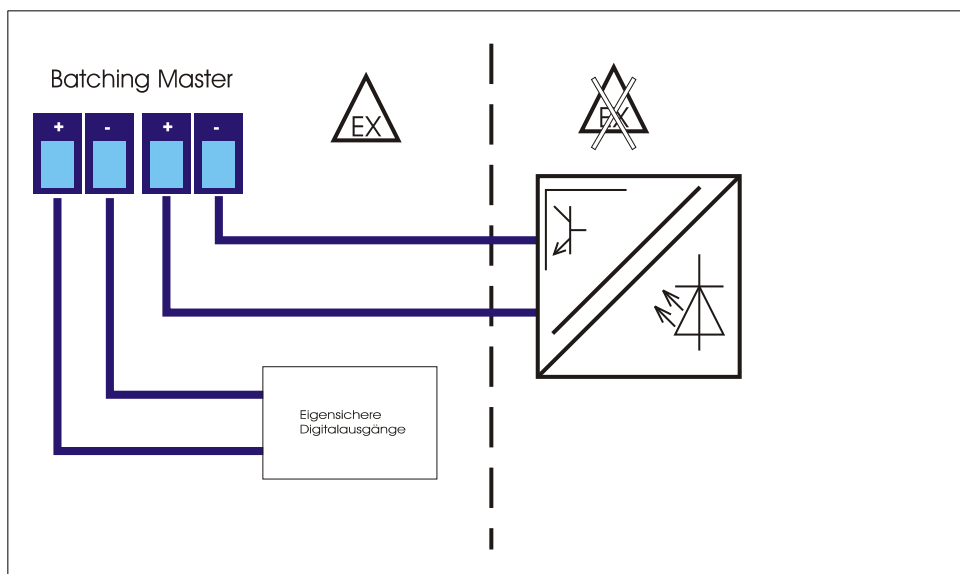 Batching Master
EX
EX
+ - + -
Eigensichere
Digitalausgänge